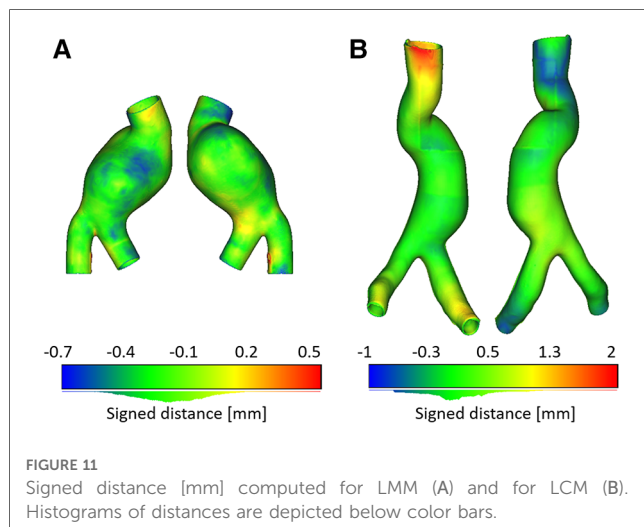 A
B
-0.7 -0.4 -0.1 0.2 0.5
-1 -0.3 0.5 1.3 2
Signed distance [mm]
Signed distance [mm]
FIGURE 11
Signed distance [mm] computed for LMM (A) and for LCM (B).
Histograms of distances are depicted below color bars.